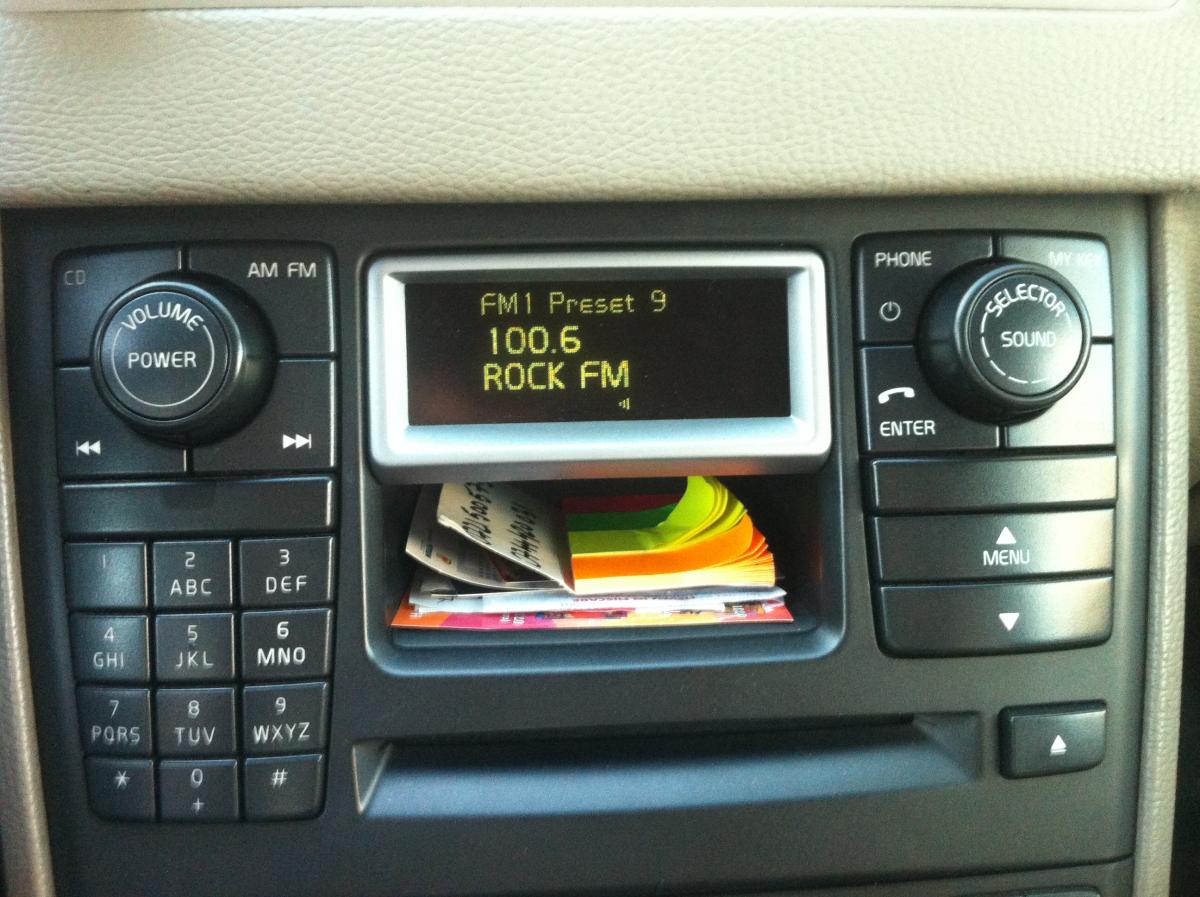 CD
AM FM
VOLUME
POWER
FM1 Preset 9
100.6
ROCK FM
PHONE
MY KEY
SELECTOR
SOUND
ENTER
MENU
1
2
ABC
3
DEF
4
GHI
5
JKL
6
MNO
7
PQRS
8
TUV
9
WXYZ
*
0
+
#